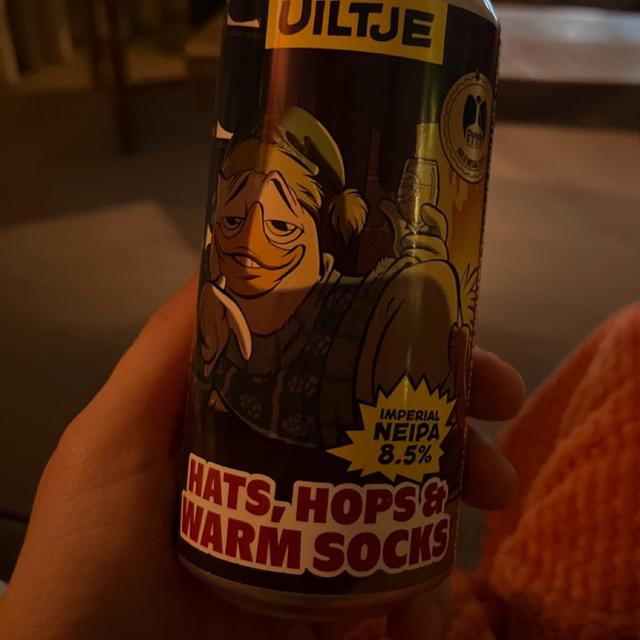 UILTJE
IMPERIAL
NEIPA
8.5%
HATS, HOPS &
WARM SOCKS